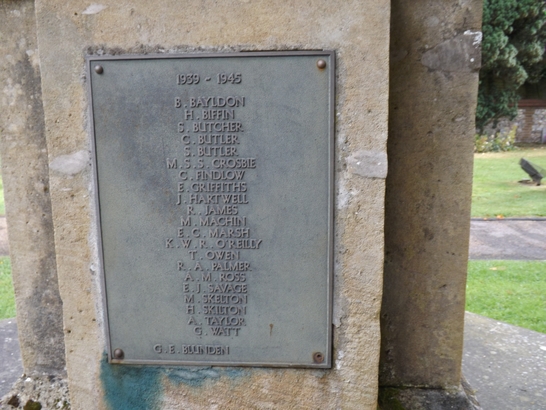 1939 - 1945
B. BAYLDON
H. BIFFIN
S. BUTCHER
C. BUTLER
S. BUTLER
M.S.S. CROSBIE
C. FINDLOW
E. GRIFFITHS
J. HARTWELL
R. JAMES
M. MACHIN
E.C. MARSH
K.W.R. O'REILLY
T. OWEN
R.A. PALMER
A.M. ROSS
E.J. SAVAGE
M. SKELTON
H. SKILTON
A. TAYLOR
G. WATT
G.E. BLUNDEN